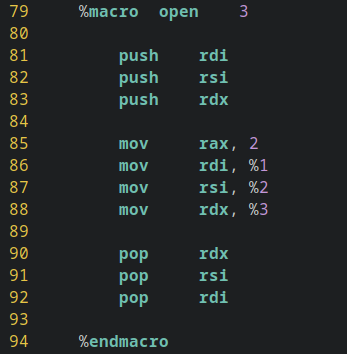 79 %macro open 3
80
81 push rdi
82 push rsi
83 push rdx
84
85 mov rax, 2
86 mov rdi, %1
87 mov rsi, %2
88 mov rdx, %3
89
90 pop rdx
91 pop rsi
92 pop rdi
93
94 %endmacro